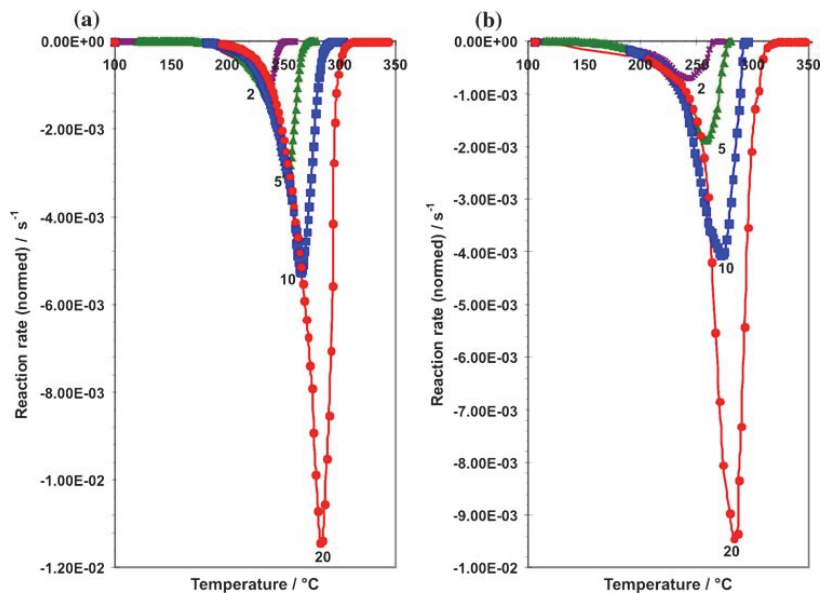 (a)
0.00E+00
100 150 200 250 300 350
-2.00E-03
-4.00E-03
-6.00E-03
-8.00E-03
-1.00E-02
-1.20E-02
2
5
10
20
Reaction rate (normed) / s-1
Temperature / °C
(b)
0.00E+00
100 150 200 250 300 350
-1.00E-03
-2.00E-03
-3.00E-03
-4.00E-03
-5.00E-03
-6.00E-03
-7.00E-03
-8.00E-03
-9.00E-03
-1.00E-02
2
5
10
20
Reaction rate (normed) / s-1
Temperature / °C